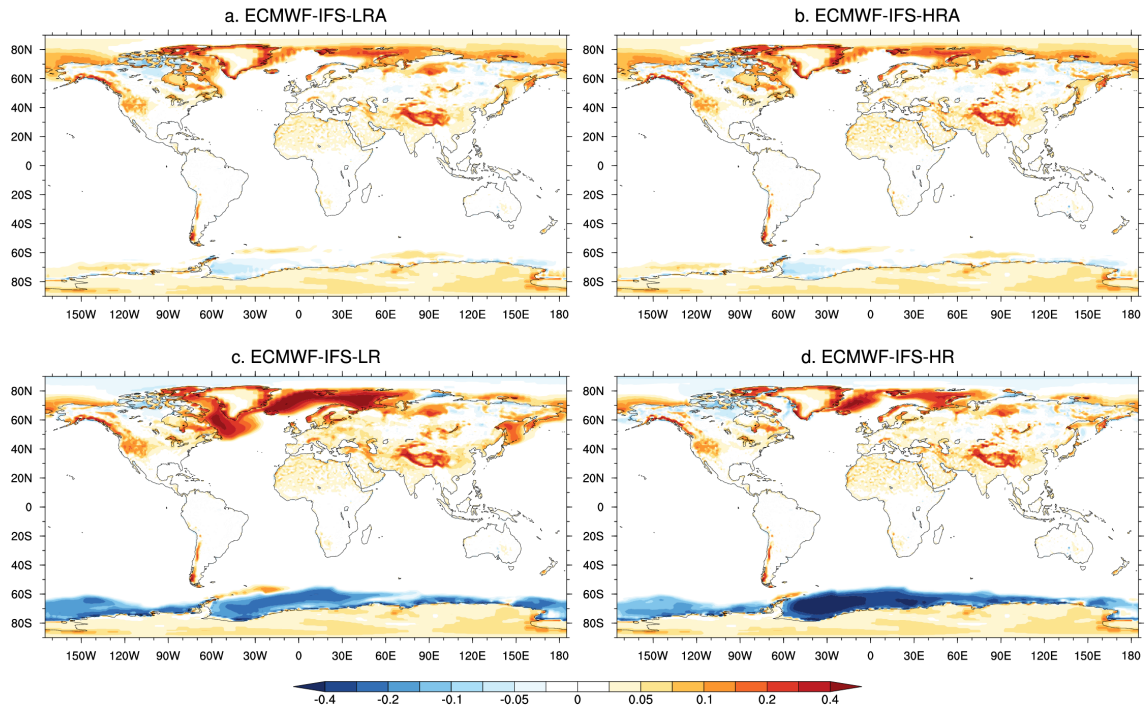 a. ECMWF-IFS-LRA
b. ECMWF-IFS-HRA
80N
60N
40N
20N
0
20S
40S
60S
80S
150W 120W 90W 60W 30W 0 30E 60E 90E 120E 150E 180
80N
60N
40N
20N
0
20S
40S
60S
80S
150W 120W 90W 60W 30W 0 30E 60E 90E 120E 150E 180
c. ECMWF-IFS-LR
d. ECMWF-IFS-HR
80N
60N
40N
20N
0
20S
40S
60S
80S
150W 120W 90W 60W 30W 0 30E 60E 90E 120E 150E 180
80N
60N
40N
20N
0
20S
40S
60S
80S
150W 120W 90W 60W 30W 0 30E 60E 90E 120E 150E 180
-0.4 -0.2 -0.1 -0.05 0 0.05 0.1 0.2 0.4